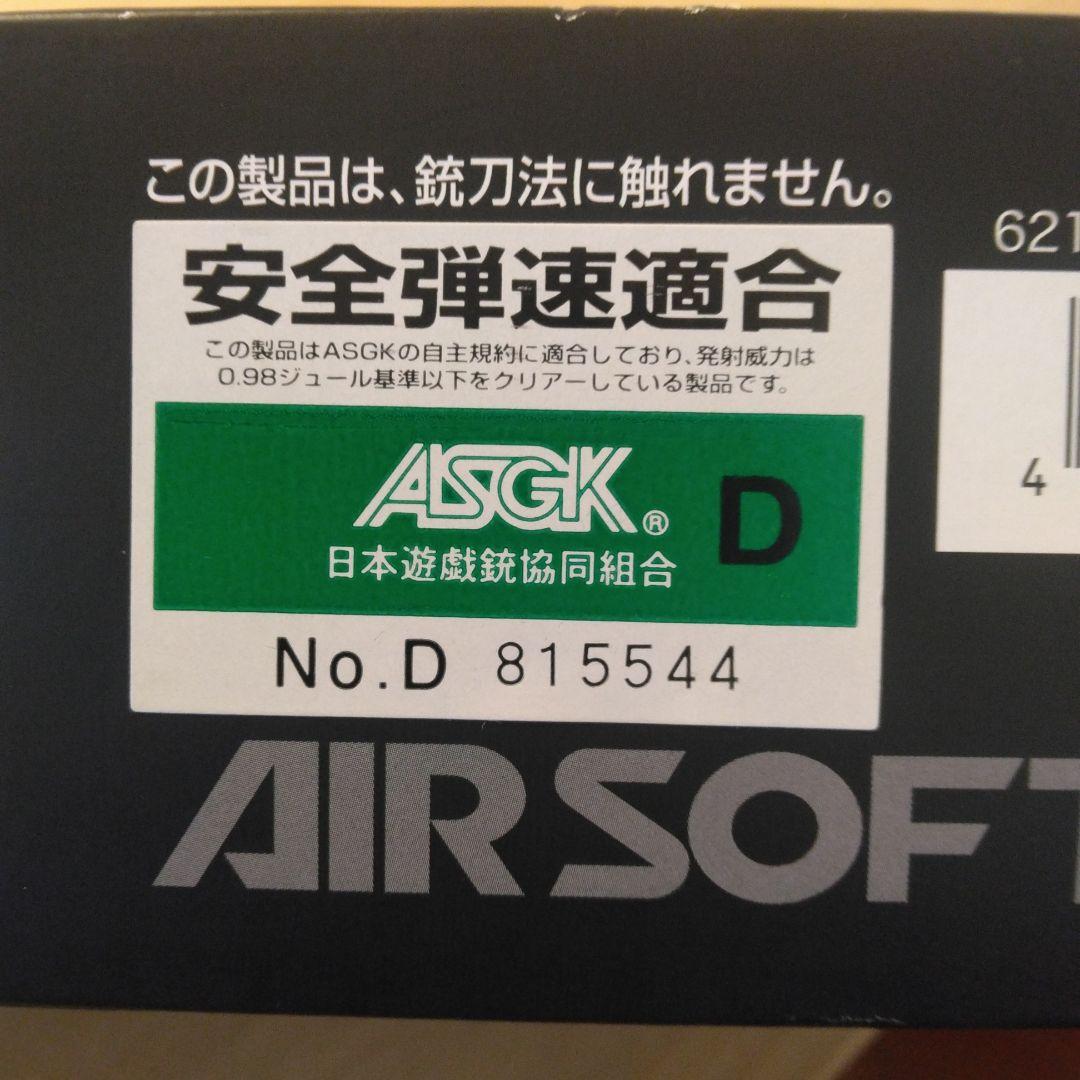 この製品は、銃刀法に触れません。
621
安全弾速適合
この製品はASGKの自主規約に適合しており、発射威力は
0.98ジュール基準以下をクリアーしている製品です。
4
ASGK®
D
日本遊戯銃協同組合
No.D 815544
AIRSOFT